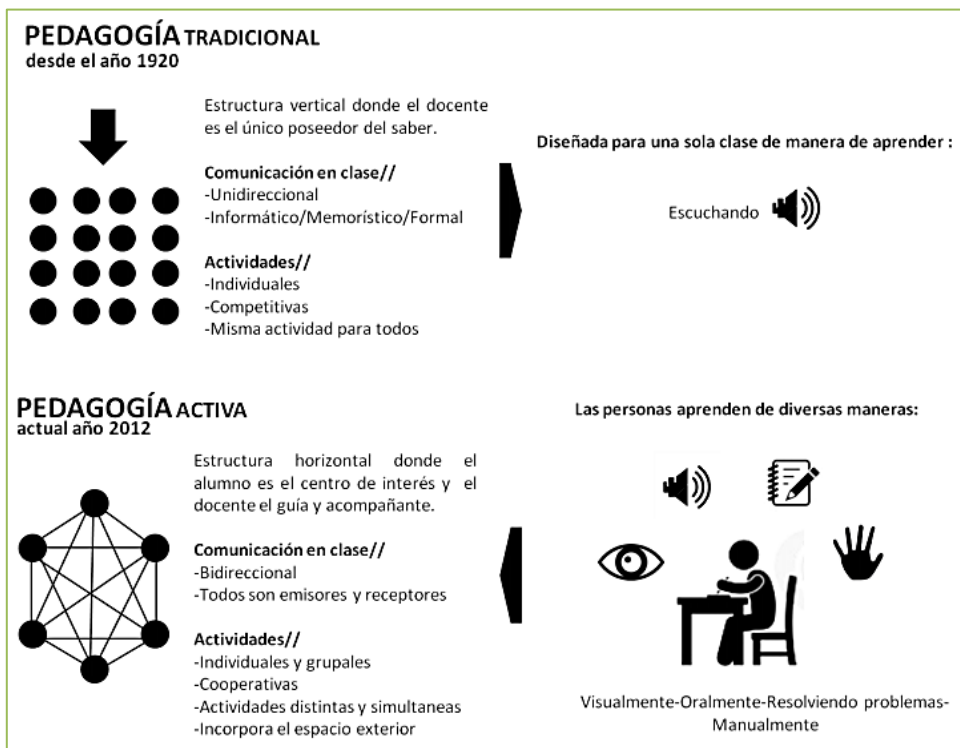 PEDAGOGÍA TRADICIONAL
desde el año 1920
Estructura vertical donde el docente
es el único poseedor del saber.
Comunicación en clase//
-Unidireccional
-Informático/Memorístico/Formal
Actividades//
-Individuales
-Competitivas
-Misma actividad para todos
Diseñada para una sola clase de manera de aprender :
Escuchando
PEDAGOGÍA ACTIVA
actual año 2012
Estructura horizontal donde el
alumno es el centro de interés y el
docente el guía y acompañante.
Comunicación en clase//
-Bidireccional
-Todos son emisores y receptores
Actividades//
-Individuales y grupales
-Cooperativas
-Actividades distintas y simultaneas
-Incorpora el espacio exterior
Las personas aprenden de diversas maneras:
Visualmente-Oralmente-Resolviendo problemas-
Manualmente